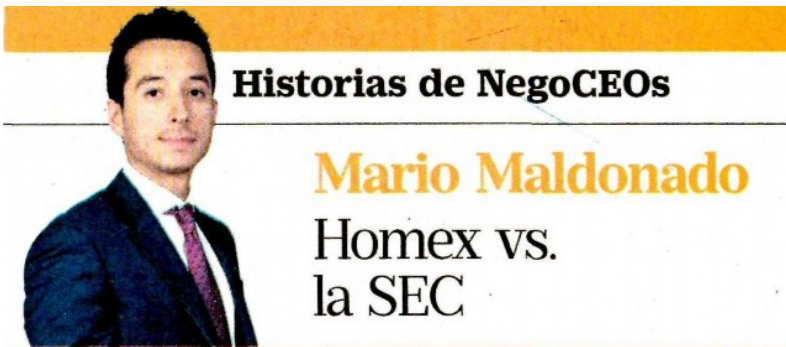 Historias de NegoCEOs
Mario Maldonado
Homex vs.
la SEC